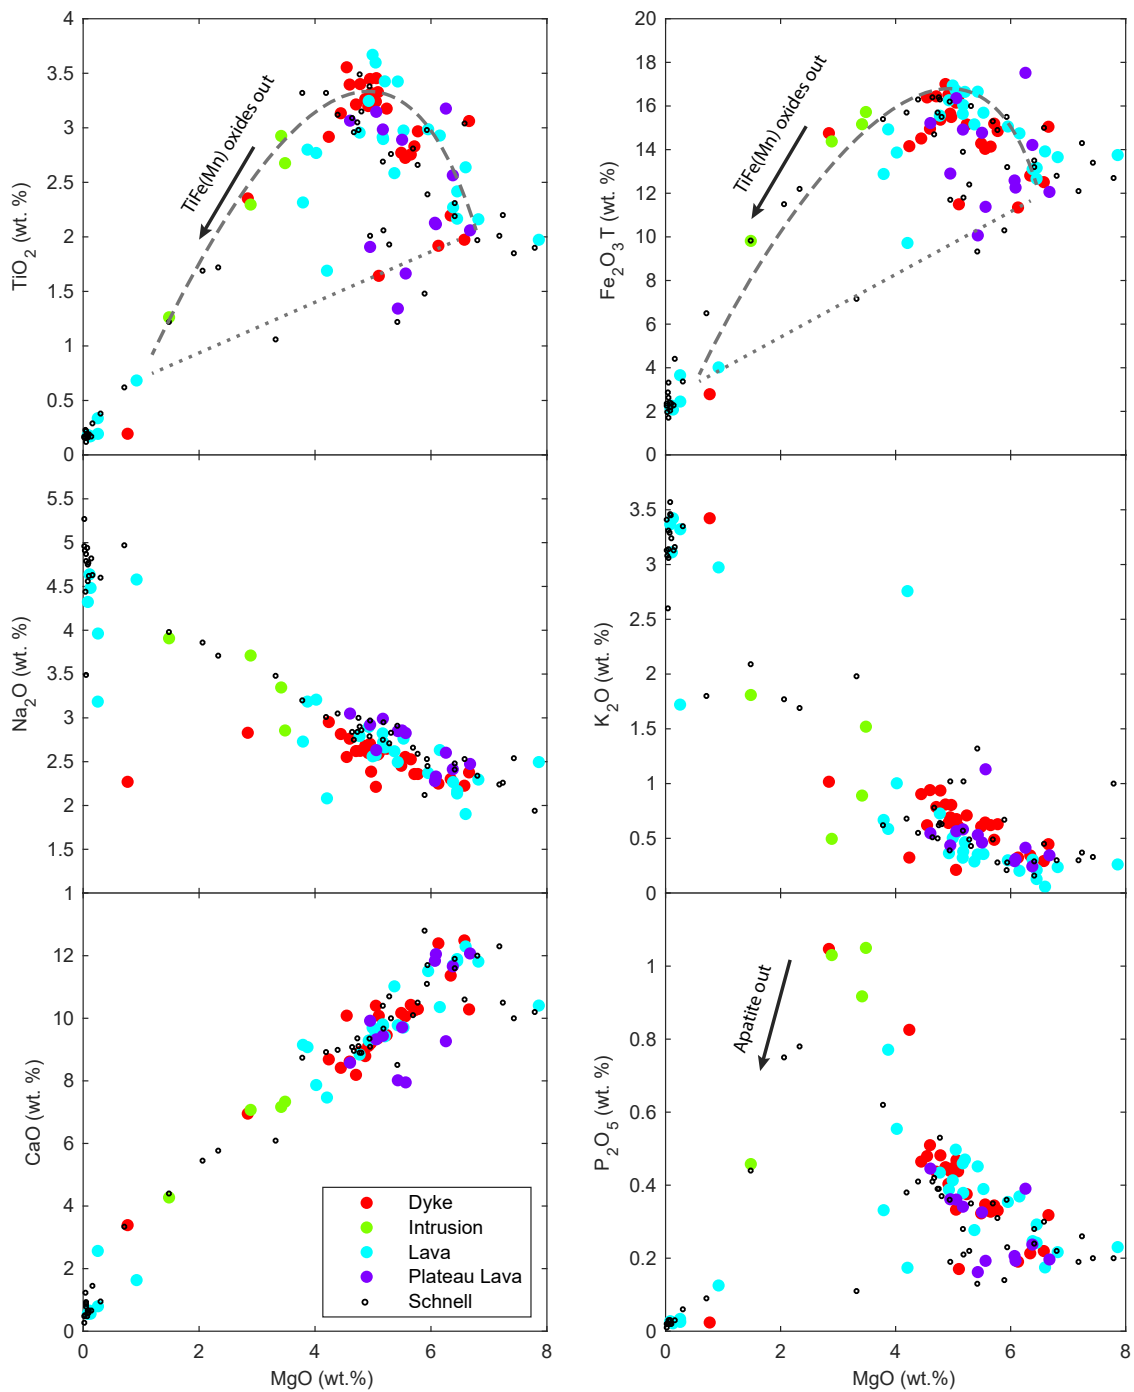 4
3.5
3
2.5
2
1.5
1
0.5
0
TiO2 (wt. %)
TiFe(Mn) oxides out
20
18
16
14
12
10
8
6
4
2
0
Fe2O3 T (wt. %)
TiFe(Mn) oxides out
5.5
5
4.5
4
3.5
3
2.5
2
1.5
1
Na2O (wt. %)
3.5
3
2.5
2
1.5
1
0.5
0
K2O (wt. %)
12
10
8
6
4
2
0
CaO (wt. %)
Dyke
Intrusion
Lava
Plateau Lava
Schnell
0 2 4 6 8
MgO (wt.%)
1
0.8
0.6
0.4
0.2
0
P2O5 (wt. %)
Apatite out
0 2 4 6 8
MgO (wt.%)